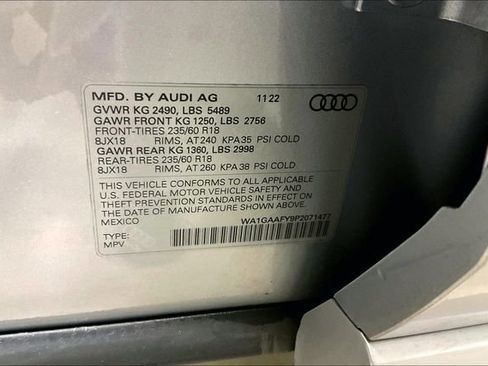 MFD. BY AUDI AG 11 22
GVWR KG 2490, LBS 5489
GAWR FRONT KG 1250, LBS 2756
FRONT-TIRES 235/60 R18
8JX18 RIMS, AT 240 KPA 35 PSI COLD
GAWR REAR KG 1360, LBS 2998
REAR-TIRES 235/60 R18
8JX18 RIMS, AT 260 KPA 38 PSI COLD
THIS VEHICLE CONFORMS TO ALL APPLICABLE
U.S. FEDERAL MOTOR VEHICLE SAFETY AND
THEFT PREVENTION STANDARDS IN EFFECT ON
THE DATE OF MANUFACTURE SHOWN ABOVE
MEXICO WA1GAAFY9P2071477
TYPE:
MPV